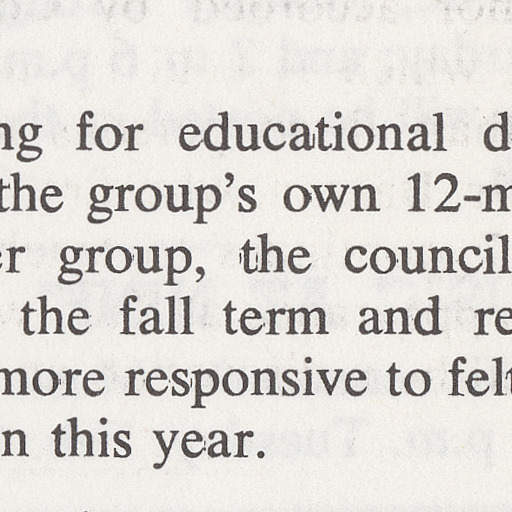 ng for educational d
the group's own 12-m
er group, the council
the fall term and re
more responsive to felt
n this year.